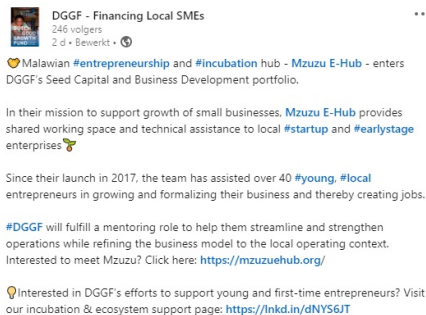 DGGF - Financing Local SMEs
246 volgers
2 d • Bewerkt •
Malawian #entrepreneurship and #incubation hub - Mzuzu E-Hub - enters
DGGF's Seed Capital and Business Development portfolio.
In their mission to support growth of small businesses, Mzuzu E-Hub provides
shared working space and technical assistance to local #startup and #earlystage
enterprises
Since their launch in 2017, the team has assisted over 40 #young, #local
entrepreneurs in growing and formalizing their business and thereby creating jobs.
#DGGF will fulfill a mentoring role to help them streamline and strengthen
operations while refining the business model to the local operating context.
Interested to meet Mzuzu? Click here: https://mzuzuehub.org/
Interested in DGGF's efforts to support young and first-time entrepreneurs? Visit
our incubation & ecosystem support page: https://lnkd.in/dNYS6JT